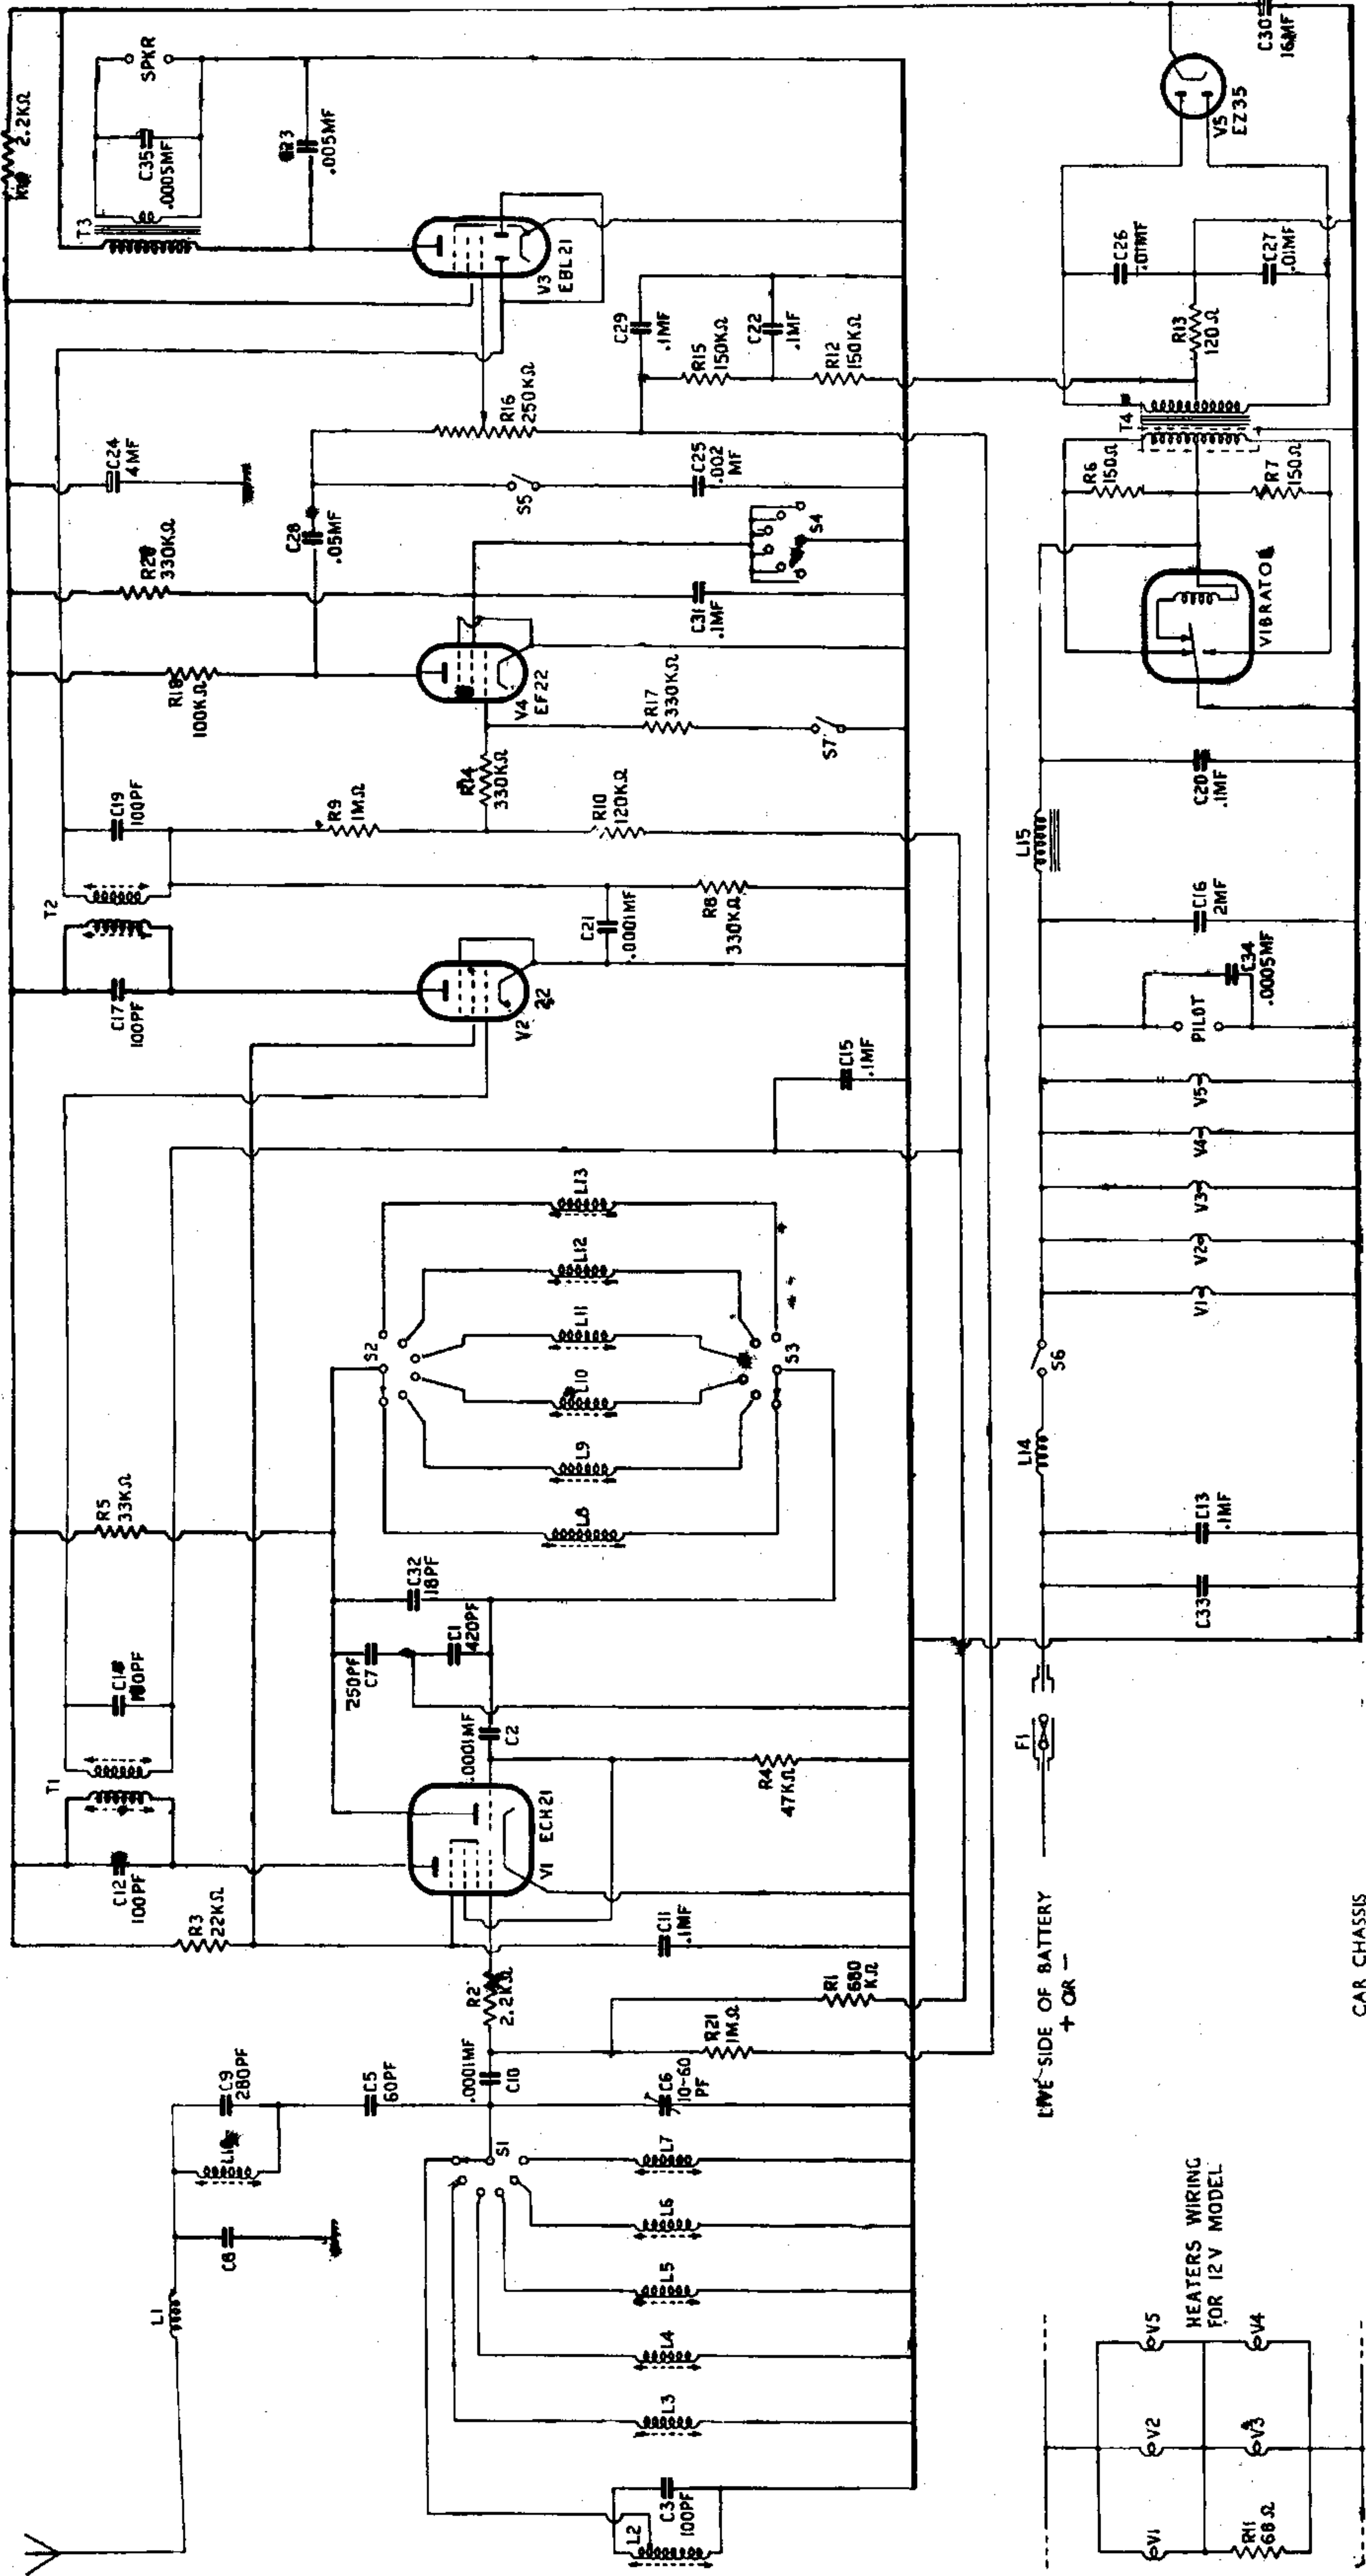 L1
C8
C9
280PF
C5
60PF
L2
C3
100PF
L3
L4
L5
L6
L7
S1
C6
10-60
PF
.0001MF
C10
R2
2.2KΩ
R21
1MΩ
R1
680
KΩ
R3
22KΩ
C11
.1MF
C12
100PF
T1
V1
ECH21
.0001MF
C2
R4
47KΩ
250PF
C7
C1
420PF
C32
18PF
R5
33KΩ
L8
L9
L10
L11
L12
L13
S2
S3
C15
.1MF
C17
100PF
T2
C19
100PF
V2
C21
.0001MF
R8
330KΩ
R9
1MΩ
R10
120KΩ
R14
330KΩ
R17
330KΩ
S7
R18
100KΩ
V4
EF22
330KΩ
C31
.1MF
S4
C28
.05MF
S5
C25
.002
MF
C24
4MF
R16
250KΩ
C29
.1MF
R15
150KΩ
C22
.1MF
R12
150KΩ
V3
EBL21
T3
.005MF
C35
.0005MF
SPKR
2.2KΩ
HEATERS WIRING
FOR 12V MODEL
V1
V2
V5
R11
68Ω
V3
V4
LIVE SIDE OF BATTERY
+ OR −
CAR CHASSIS
F1
C33
C13
.1MF
L14
S6
V1
V2
V3
V4
V5
PILOT
C34
.0005MF
C16
2MF
L15
C20
.1MF
VIBRATOR
R6
150Ω
R7
150Ω
T4
R13
120Ω
C26
.01MF
C27
.01MF
V5
EZ35
C30
16MF